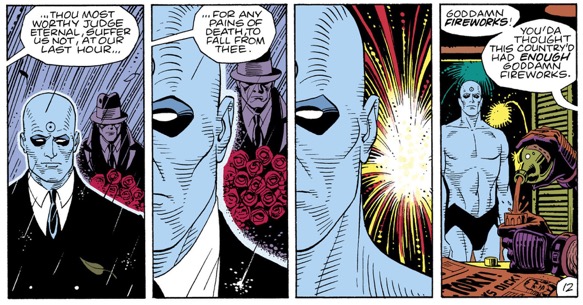 ...THOU MOST
WORTHY JUDGE
ETERNAL, SUFFER
US NOT, AT OUR
LAST HOUR...
...FOR ANY
PAINS OF
DEATH, TO
FALL FROM
THEE.
GODDAMN
FIREWORKS!
YOU'DA
THOUGHT
THIS COUNTRY'D
HAD ENOUGH
GODDAMN
FIREWORKS.
12